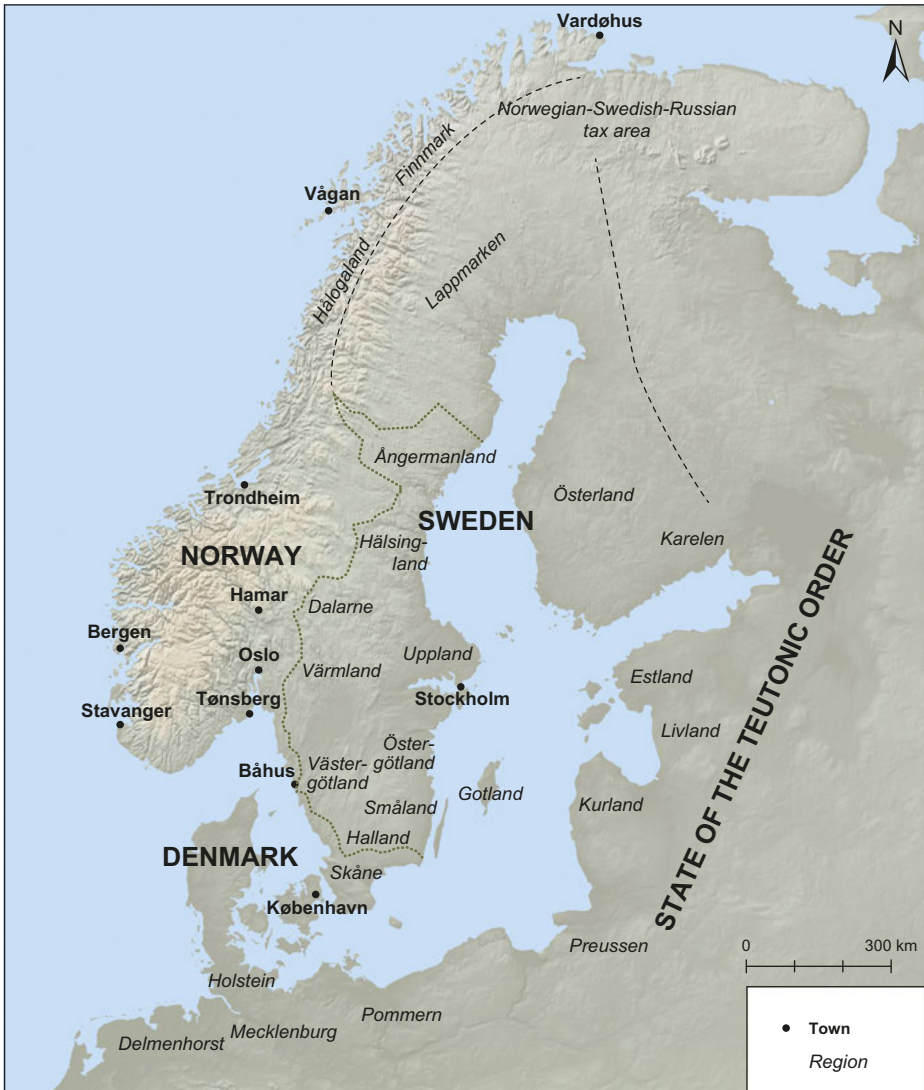 Vardøhus
N
Norwegian-Swedish-Russian
tax area
Finnmark
Vågan
Hålogaland
Lappmarken
Ångermanland
Trondheim
Österland
SWEDEN
NORWAY
Hälsing-
land
Karelen
Hamar
Dalarne
Bergen
Oslo
Uppland
Värmland
Estland
Stockholm
Tønsberg
Stavanger
Livland
Öster-
götland
Båhus
Väster-
götland
Gotland
Småland
Kurland
Halland
DENMARK
Skåne
København
STATE OF THE TEUTONIC ORDER
Preussen
0 300 km
Holstein
Pommern
Mecklenburg
Delmenhorst
Town
Region